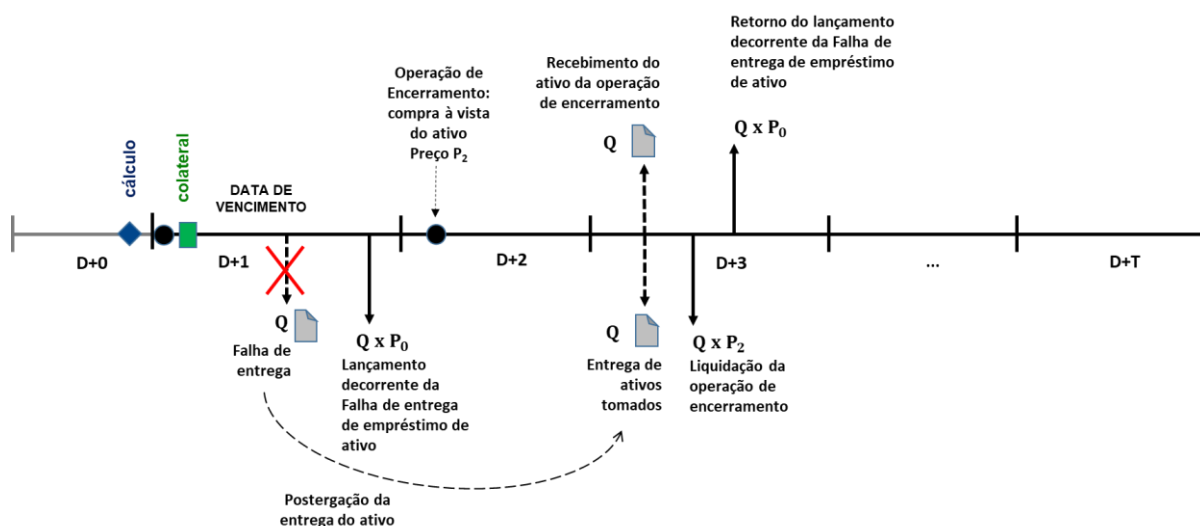 Retorno do lançamento
decorrente da Falha de
entrega de empréstimo
de ativo
Q x P₀
Recebimento do
ativo da operação
de encerramento
Q
Operação de
Encerramento:
compra à vista
do ativo
Preço P₂
cálculo
colateral
DATA DE
VENCIMENTO
D+0
D+1
D+2
D+3
...
D+T
Q
Falha de
entrega
Q x P₀
Lançamento
decorrente da
Falha de entrega
de empréstimo de
ativo
Q
Entrega de
ativos
tomados
Q x P₂
Liquidação da
operação de
encerramento
Postergação da
entrega do ativo